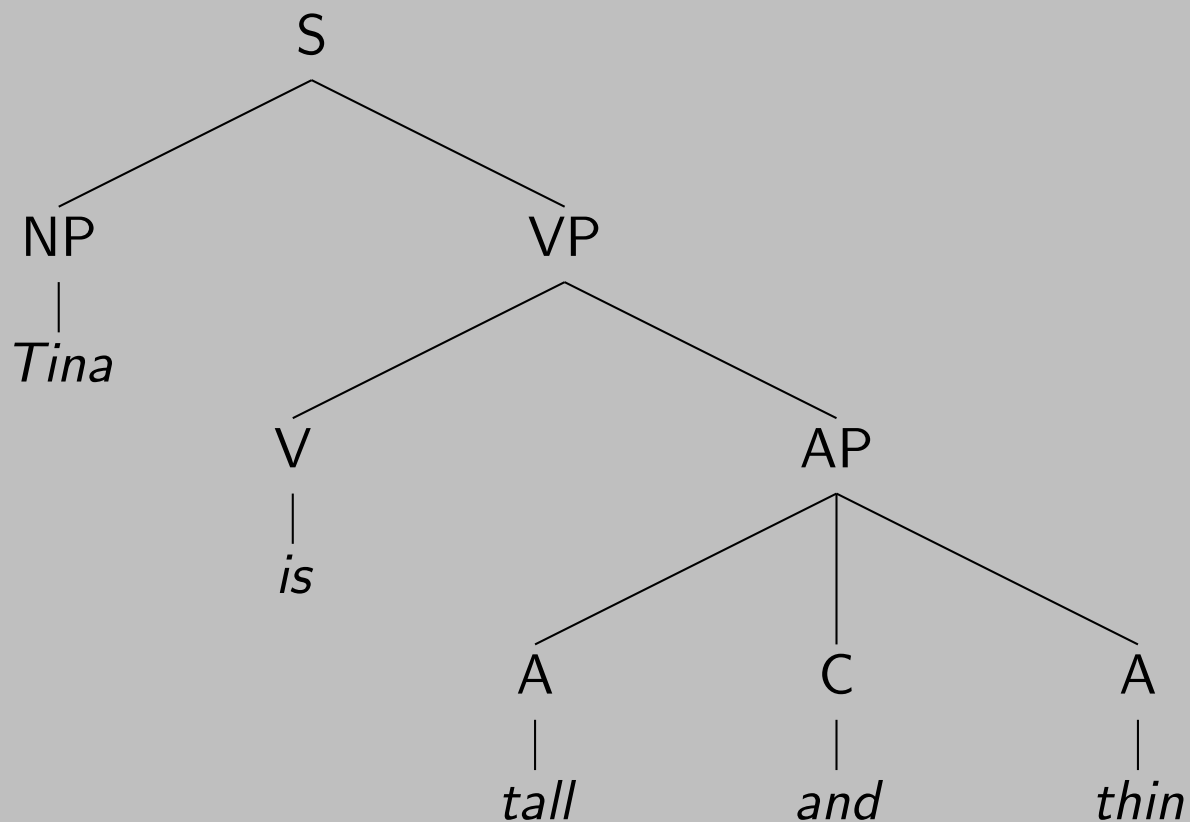 S
NP VP
Tina
V AP
is
A C A
tall and thin